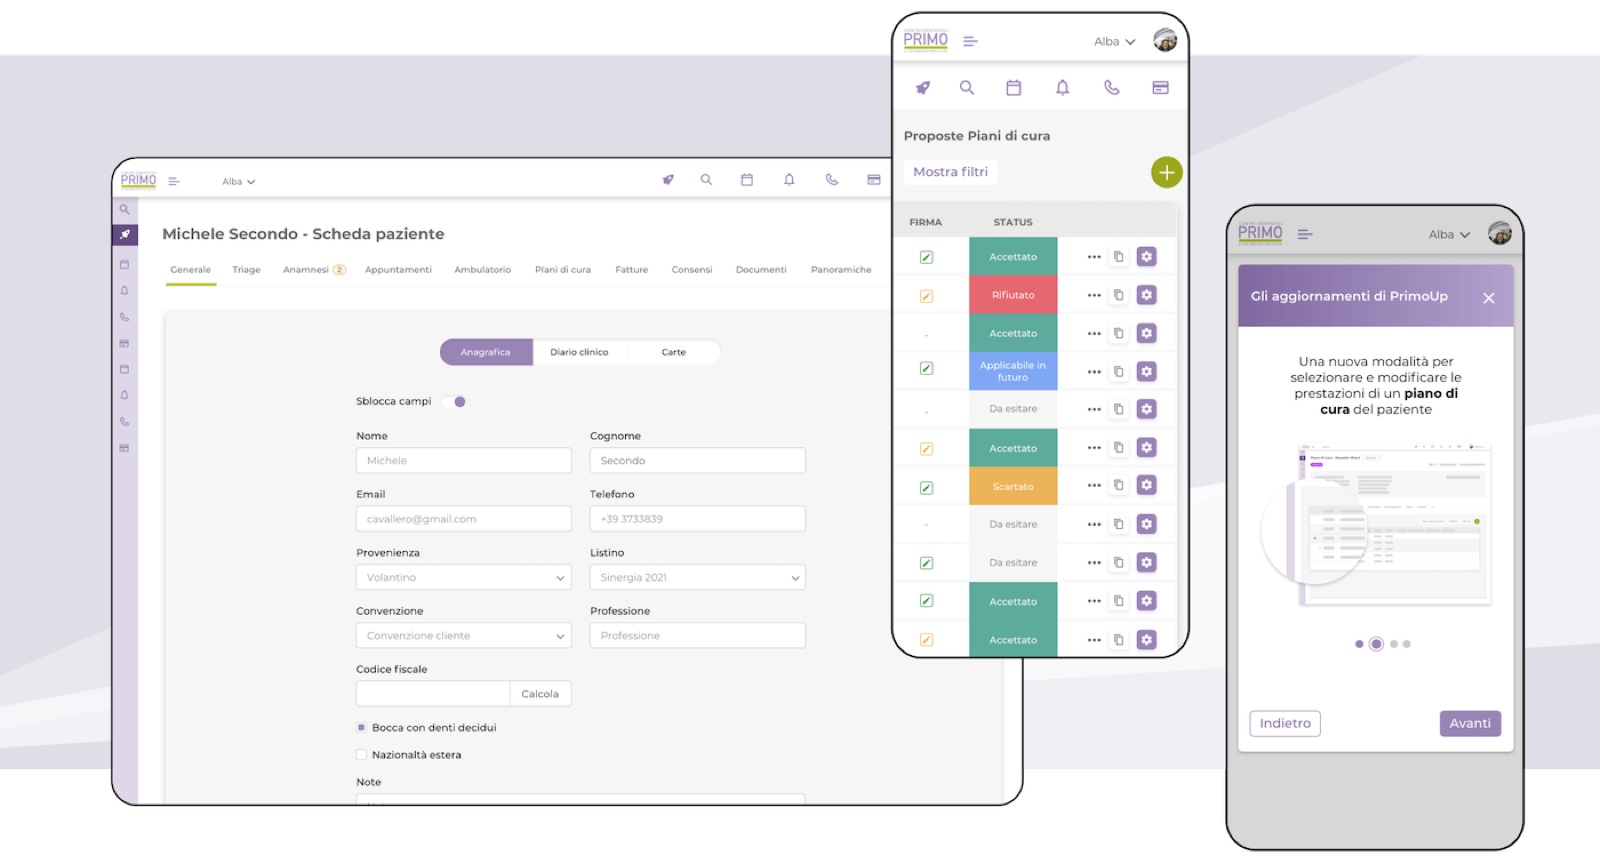 PRIMO
Alba
Michele Secondo - Scheda paziente
Generale
Triage
Anamnesi 2
Appuntamenti
Ambulatorio
Plani di cura
Fatture
Consensi
Documenti
Panoramiche
Anagrafica
Diario clinico
Carte
Sblocca campi
Nome
Cognome
Michele
Secondo
Email
Telefono
cavallero@gmail.com
+39 3733839
Provenienza
Listino
Volantino
Sinergia 2021
Convenzione
Professione
Convenzione cliente
Professione
Codice fiscale
Calcola
Bocca con denti decidui
Nazionaltà estera
Note
PRIMO
Alba
Proposte Piani di cura
Mostra filtri
FIRMA
STATUS
Accettato
Rifiutato
-
Accettato
Applicabile in
futuro
-
Da esitare
Accettato
Scartato
-
Da esitare
Da esitare
Accettato
Accettato
PRIMO
Alba
Gli aggiornamenti di PrimoUp
Una nuova modalità per
selezionare e modificare le
prestazioni di un piano di
cura del paziente
Indietro
Avanti